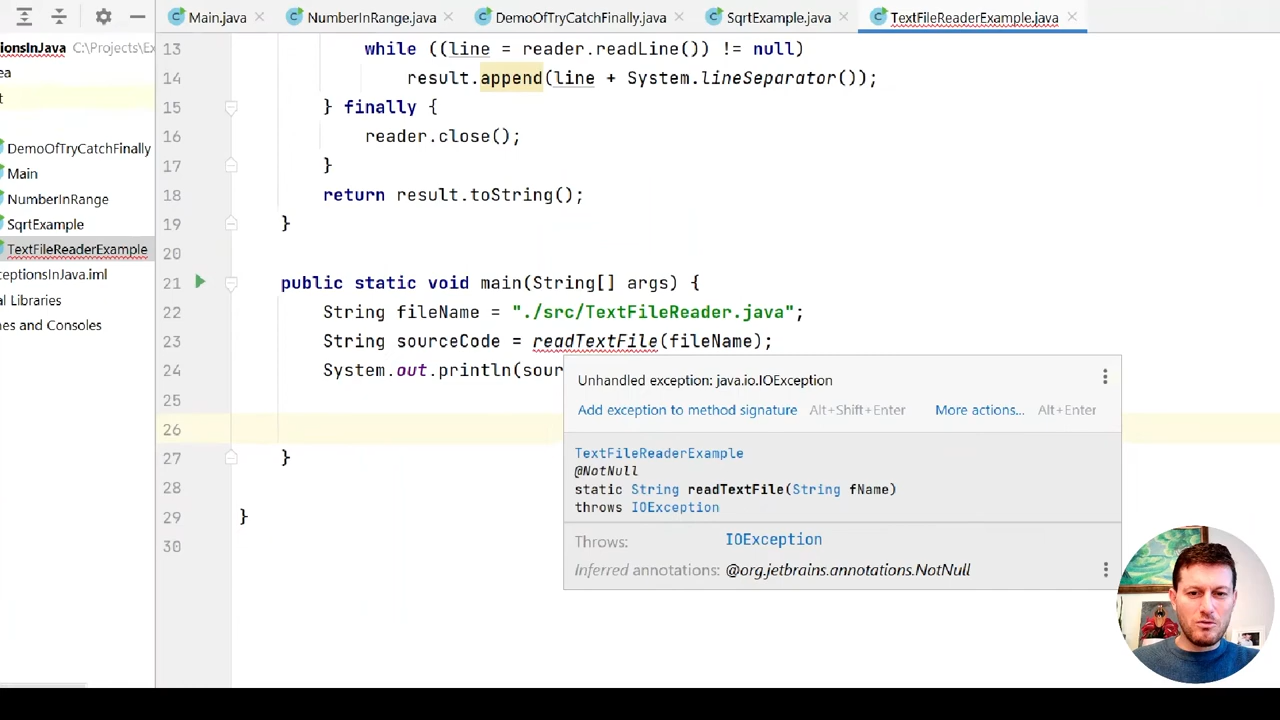 Main.java
NumberInRange.java
DemoOfTryCatchFinally.java
SqrtExample.java
TextFileReaderExample.java
ionsInJava C:\Projects\Ex
ea
t
DemoOfTryCatchFinally
Main
NumberInRange
SqrtExample
TextFileReaderExample
ceptionsInJava.iml
al Libraries
nes and Consoles
13 while ((line = reader.readLine()) != null)
14 result.append(line + System.lineSeparator());
15 } finally {
16 reader.close();
17 }
18 return result.toString();
19 }
20
21 public static void main(String[] args) {
22 String fileName = "./src/TextFileReader.java";
23 String sourceCode = readTextFile(fileName);
24 System.out.println(sour
25
26
27 }
28
29 }
30
Unhandled exception: java.io.IOException
Add exception to method signature Alt+Shift+Enter More actions... Alt+Enter
TextFileReaderExample
@NotNull
static String readTextFile(String fName)
throws IOException
Throws: IOException
Inferred annotations: @org.jetbrains.annotations.NotNull